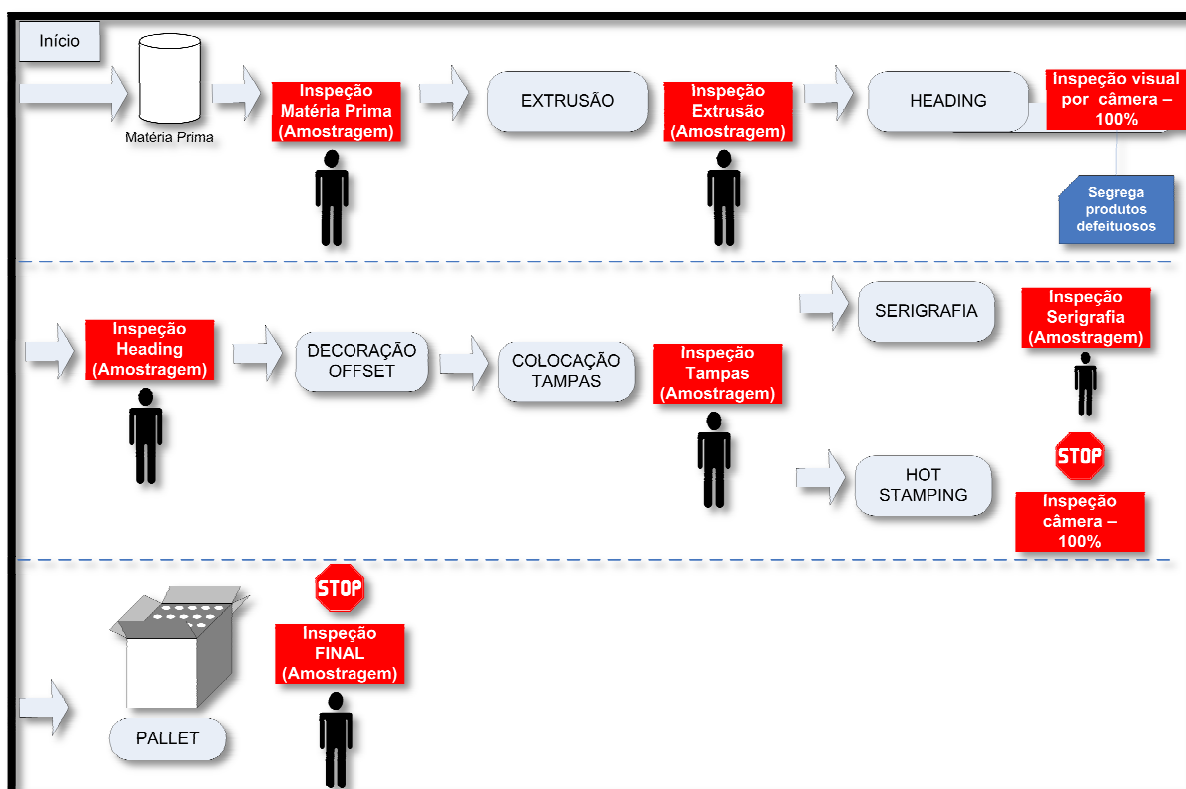 Início
Matéria Prima
Inspeção
Matéria Prima
(Amostragem)
EXTRUSÃO
Inspeção
Extrusão
(Amostragem)
HEADING
Inspeção visual
por câmera –
100%
Segrega
produtos
defeituosos
Inspeção
Heading
(Amostragem)
DECORAÇÃO
OFFSET
COLOCAÇÃO
TAMPAS
Inspeção
Tampas
(Amostragem)
SERIGRAFIA
Inspeção
Serigrafia
(Amostragem)
HOT
STAMPING
STOP
Inspeção
câmera –
100%
PALLET
STOP
Inspeção
FINAL
(Amostragem)